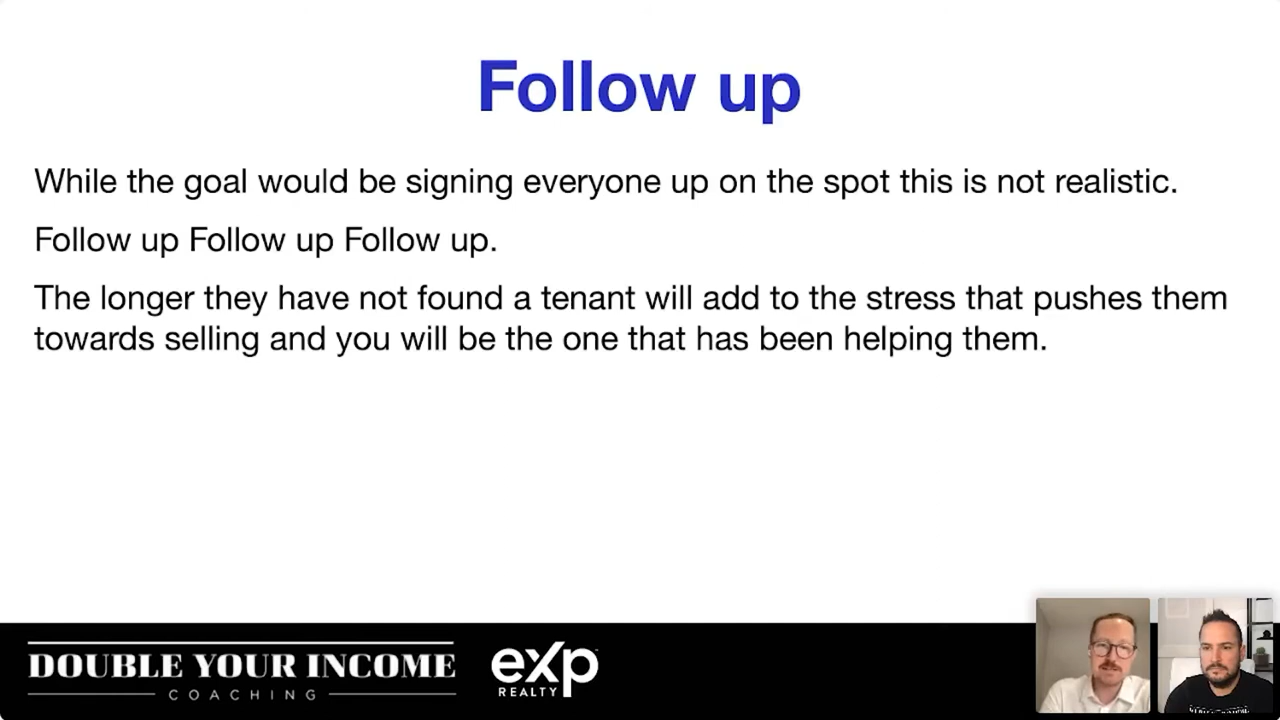 Follow up
While the goal would be signing everyone up on the spot this is not realistic.
Follow up Follow up Follow up.
The longer they have not found a tenant will add to the stress that pushes them
towards selling and you will be the one that has been helping them.
DOUBLE YOUR INCOME
COACHING
eXp
REALTY